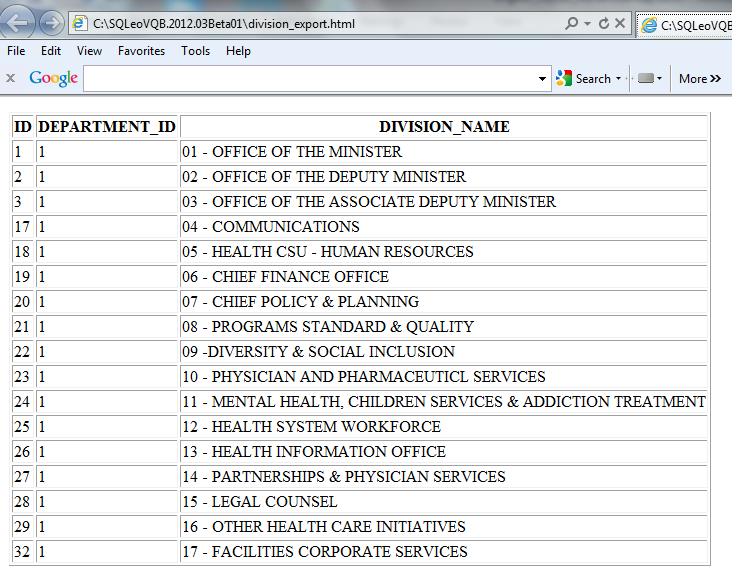 C:\SQLeoVQB.2012.03Beta01\division_export.html
C:\SQLeoVQB
File Edit View Favorites Tools Help
x Google Search More »
ID DEPARTMENT_ID DIVISION_NAME
1 1 01 - OFFICE OF THE MINISTER
2 1 02 - OFFICE OF THE DEPUTY MINISTER
3 1 03 - OFFICE OF THE ASSOCIATE DEPUTY MINISTER
17 1 04 - COMMUNICATIONS
18 1 05 - HEALTH CSU - HUMAN RESOURCES
19 1 06 - CHIEF FINANCE OFFICE
20 1 07 - CHIEF POLICY & PLANNING
21 1 08 - PROGRAMS STANDARD & QUALITY
22 1 09 -DIVERSITY & SOCIAL INCLUSION
23 1 10 - PHYSICIAN AND PHARMACEUTICL SERVICES
24 1 11 - MENTAL HEALTH, CHILDREN SERVICES & ADDICTION TREATMENT
25 1 12 - HEALTH SYSTEM WORKFORCE
26 1 13 - HEALTH INFORMATION OFFICE
27 1 14 - PARTNERSHIPS & PHYSICIAN SERVICES
28 1 15 - LEGAL COUNSEL
29 1 16 - OTHER HEALTH CARE INITIATIVES
32 1 17 - FACILITIES CORPORATE SERVICES